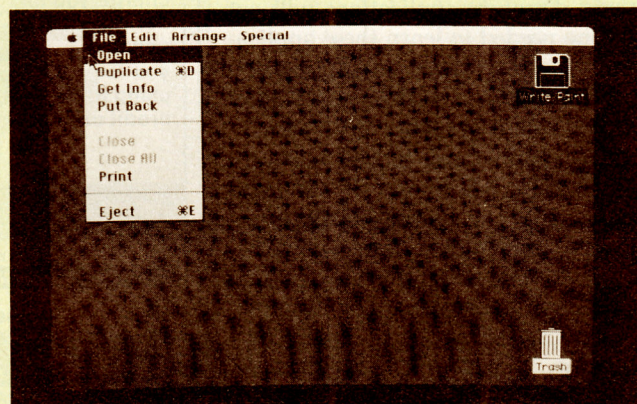 File Edit Arrange Special
Open
Duplicate ⌘D
Get Info
Put Back
Close
Close All
Print
Eject ⌘E
Write/Paint
Trash